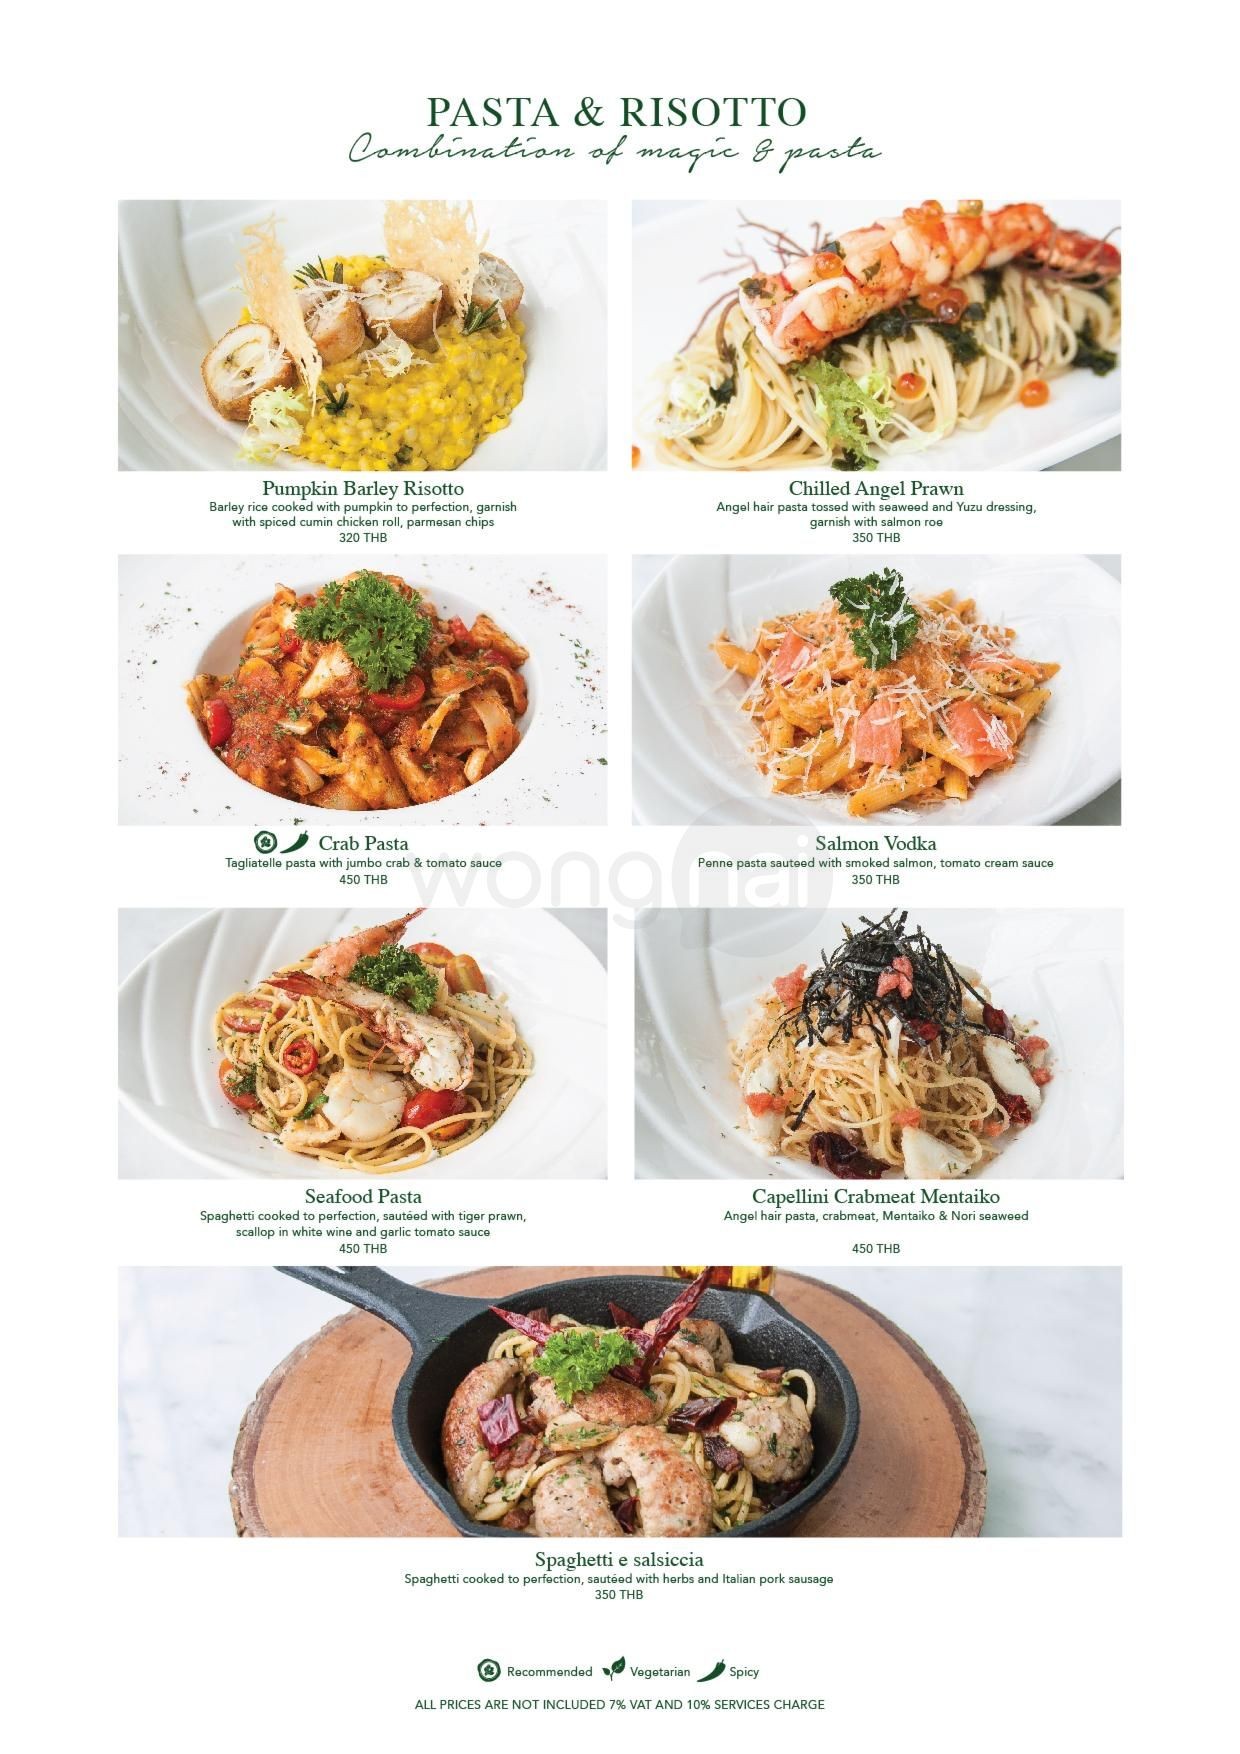 PASTA & RISOTTO
Combination of magic & pasta
Pumpkin Barley Risotto
Barley rice cooked with pumpkin to perfection, garnish
with spiced cumin chicken roll, parmesan chips
320 THB
Chilled Angel Prawn
Angel hair pasta tossed with seaweed and Yuzu dressing,
garnish with salmon roe
350 THB
Crab Pasta
Tagliatelle pasta with jumbo crab & tomato sauce
450 THB
Salmon Vodka
Penne pasta sauteed with smoked salmon, tomato cream sauce
350 THB
wongnai
Seafood Pasta
Spaghetti cooked to perfection, sautéed with tiger prawn,
scallop in white wine and garlic tomato sauce
450 THB
Capellini Crabmeat Mentaiko
Angel hair pasta, crabmeat, Mentaiko & Nori seaweed
450 THB
Spaghetti e salsiccia
Spaghetti cooked to perfection, sautéed with herbs and Italian pork sausage
350 THB
Recommended Vegetarian Spicy
ALL PRICES ARE NOT INCLUDED 7% VAT AND 10% SERVICES CHARGE